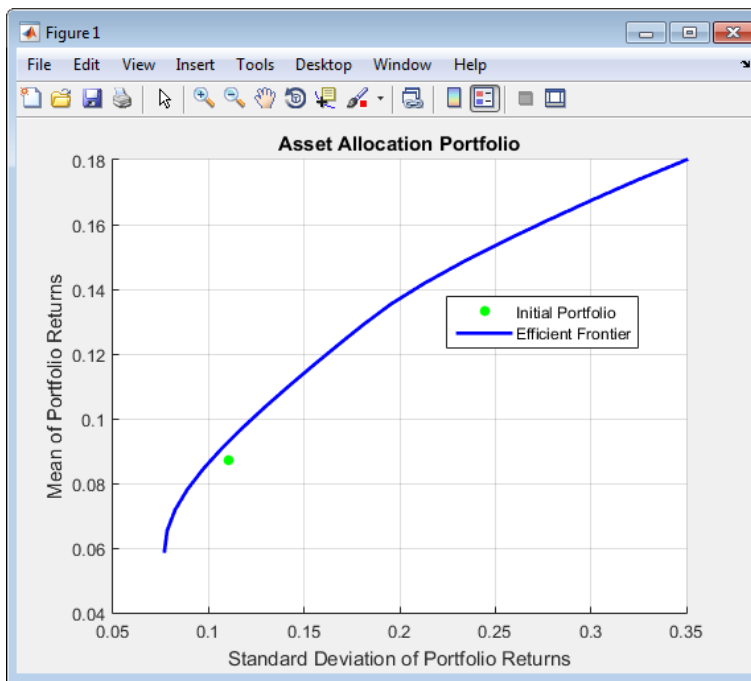 Figure 1
File Edit View Insert Tools Desktop Window Help
Asset Allocation Portfolio
0.18
0.16
0.14
0.12
0.1
0.08
0.06
0.04
Mean of Portfolio Returns
Initial Portfolio
Efficient Frontier
0.05 0.1 0.15 0.2 0.25 0.3 0.35
Standard Deviation of Portfolio Returns